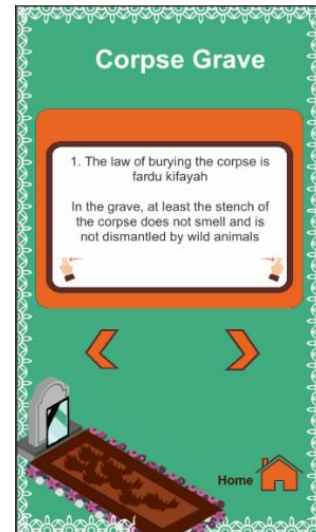 Corpse Grave
1. The law of burying the corpse is
fardu kifayah
In the grave, at least the stench of
the corpse does not smell and is
not dismantled by wild animals
Home